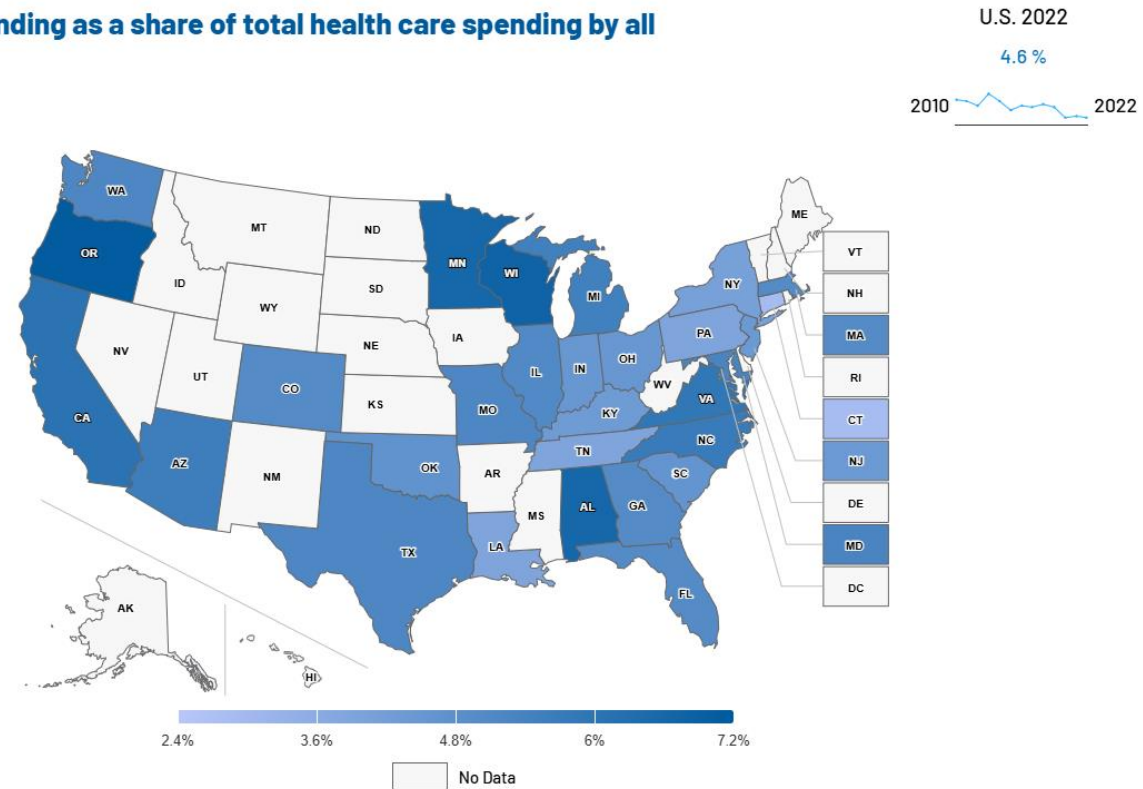 nding as a share of total health care spending by all
U.S. 2022
4.6 %
2010
2022
WA
OR
CA
NV
ID
MT
WY
UT
CO
AZ
NM
ND
SD
NE
KS
OK
TX
MN
IA
MO
AR
LA
WI
IL
MI
IN
OH
KY
TN
MS
AL
GA
FL
SC
NC
VA
WV
PA
NY
ME
VT
NH
MA
RI
CT
NJ
DE
MD
DC
AK
HI
2.4%
3.6%
4.8%
6%
7.2%
No Data